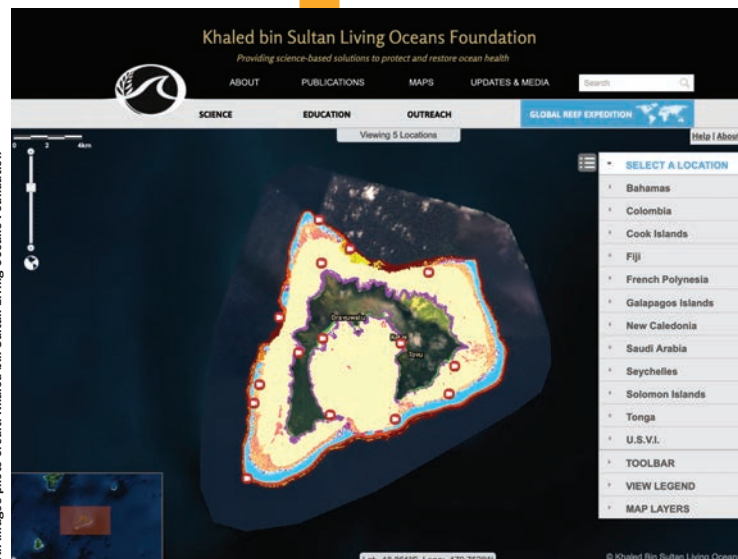 Khaled bin Sultan Living Oceans Foundation
Providing science-based solutions to protect and restore ocean health
ABOUT PUBLICATIONS MAPS UPDATES & MEDIA Search
SCIENCE EDUCATION OUTREACH GLOBAL REEF EXPEDITION
Viewing 5 Locations
Help | About
0 2 4km
SELECT A LOCATION
Bahamas
Colombia
Cook Islands
Fiji
French Polynesia
Galapagos Islands
New Caledonia
Saudi Arabia
Seychelles
Solomon Islands
Tonga
U.S.V.I.
TOOLBAR
VIEW LEGEND
MAP LAYERS
© Khaled Bin Sultan Living Oceans